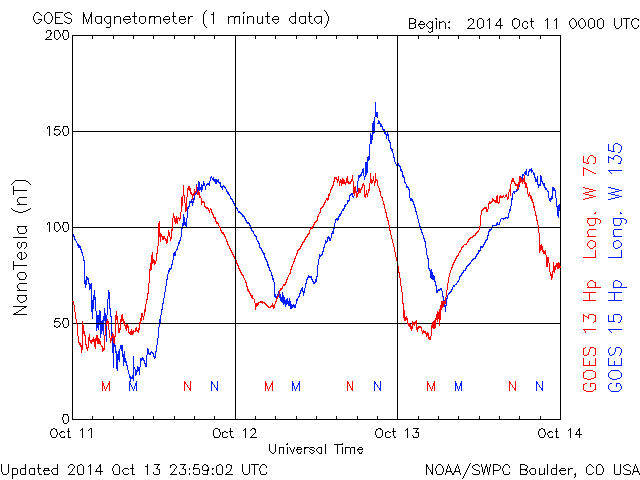 GOES Magnetometer (1 minute data)
Begin: 2014 Oct 11 0000 UTC
200
150
100
50
0
NanoTesla (nT)
M M N N M M N N M M N N
Oct 11 Oct 12 Oct 13 Oct 14
Universal Time
GOES 13 Hp Long. W 75
GOES 15 Hp Long. W 135
Updated 2014 Oct 13 23:59:02 UTC
NOAA/SWPC Boulder, CO USA